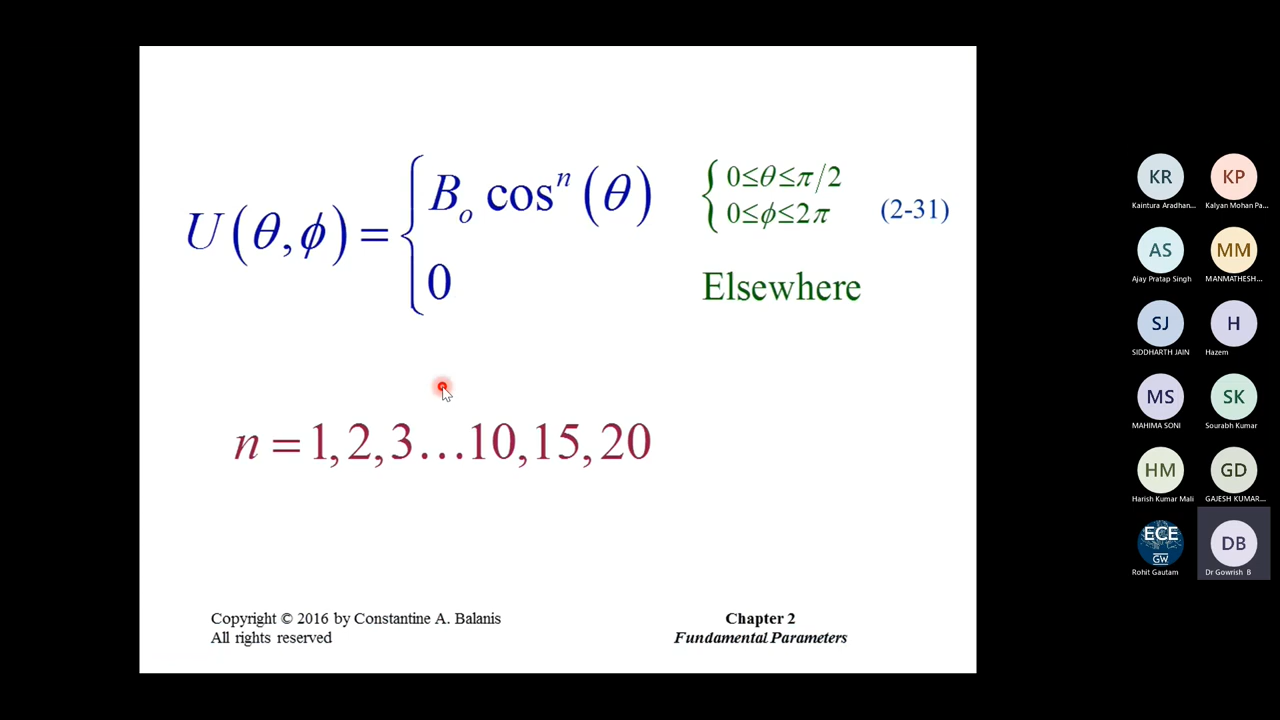 U(θ,ϕ) = { B_o cos^n(θ) { 0≤θ≤π/2
0≤ϕ≤2π (2-31)
0 Elsewhere
n = 1, 2, 3…10, 15, 20
Copyright © 2016 by Constantine A. Balanis
All rights reserved
Chapter 2
Fundamental Parameters
KR KP
Kaintura Aradhan... Kalyan Mohan Pa...
AS MM
Ajay Pratap Singh MANMATHESH...
SJ H
SIDDHARTH JAIN Hazem
MS SK
MAHIMA SONI Sourabh Kumar
HM GD
Harish Kumar Mali GAJESH KUMAR...
ECE DB
GW
Rohit Gautam Dr Gowrish B